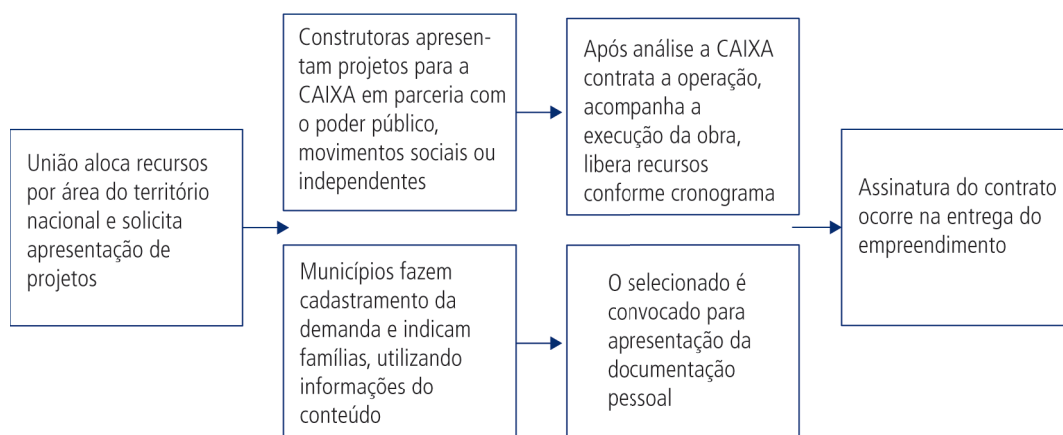 União aloca recursos
por área do território
nacional e solicita
apresentação de
projetos
Construtoras apresen-
tam projetos para a
CAIXA em parceria com
o poder público,
movimentos sociais ou
independentes
Após análise a CAIXA
contrata a operação,
acompanha a
execução da obra,
libera recursos
conforme cronograma
Municípios fazem
cadastramento da
demanda e indicam
famílias, utilizando
informações do
conteúdo
O selecionado é
convocado para
apresentação da
documentação
pessoal
Assinatura do contrato
ocorre na entrega do
empreendimento